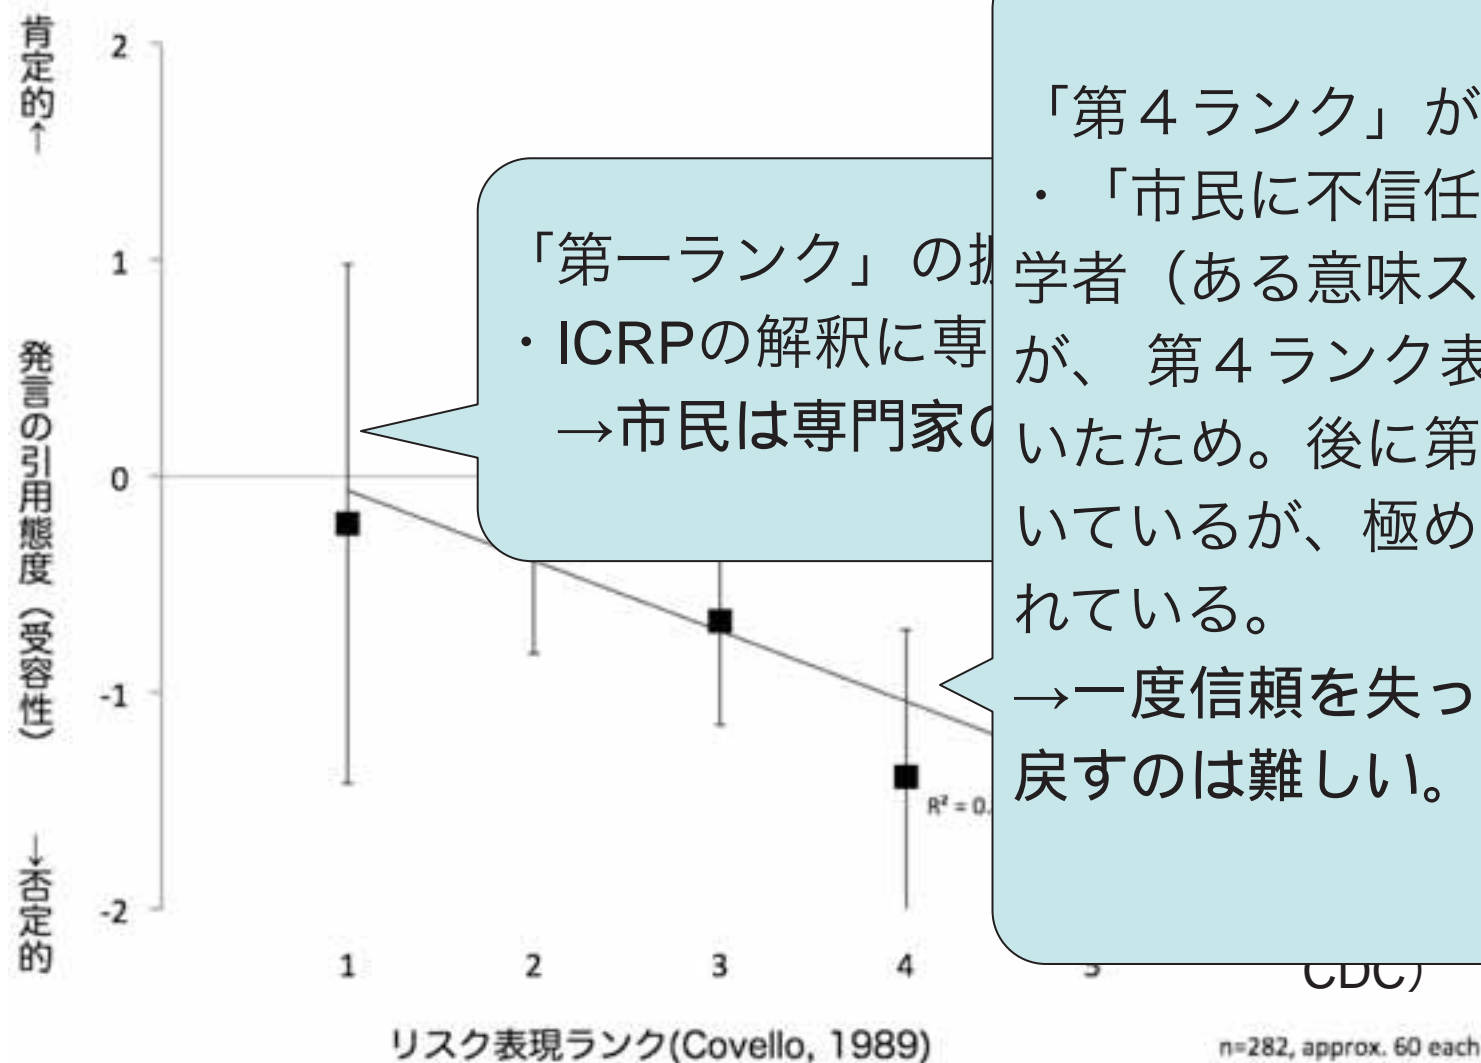 肯定的↑
発言の引用態度（受容性）
↓否定的
2
1
0
-1
-2
「第一ランク」の
・ICRPの解釈に専
→市民は専門家の
「第４ランク」が
・「市民に不信任
学者（ある意味ス
が、 第４ランク表
いたため。後に第
いているが、極め
れている。
→一度信頼を失っ
戻すのは難しい。
R² = 0.
1 2 3 4
CDC）
リスク表現ランク(Covello, 1989)
n=282, approx. 60 each